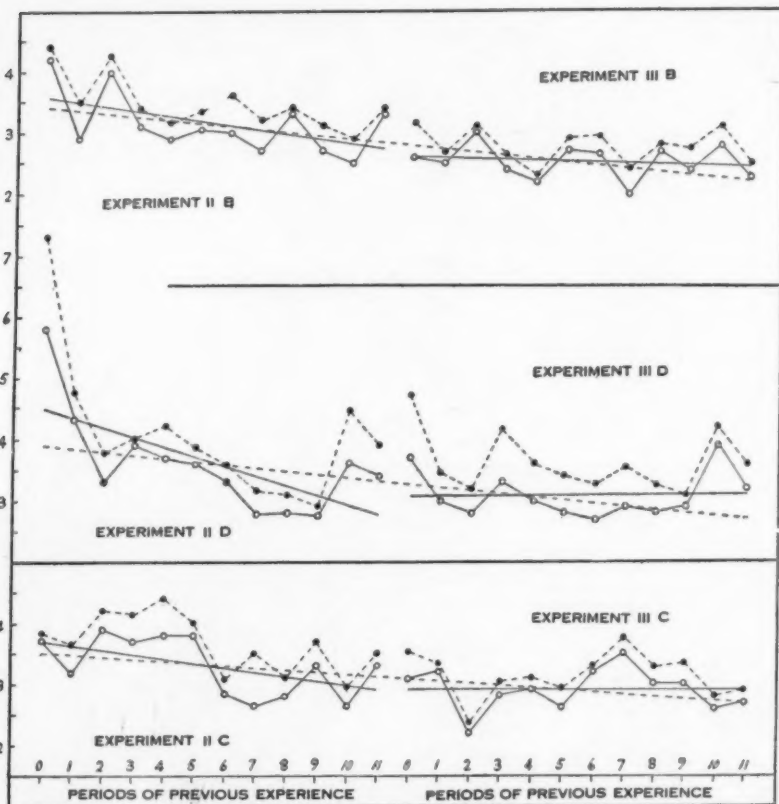 4
EXPERIMENT III B
3
2
EXPERIMENT II B
7
6
EXPERIMENT III D
5
4
3
EXPERIMENT II D
EXPERIMENT III C
2
EXPERIMENT II C
0 1 2 3 4 5 6 7 8 9 10 11 0 1 2 3 4 5 6 7 8 9 10 11
PERIODS OF PREVIOUS EXPERIENCE PERIODS OF PREVIOUS EXPERIENCE